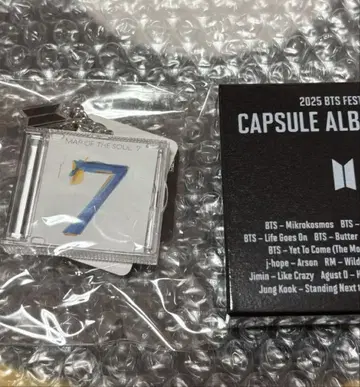 MAP OF THE SOUL 7
7
2025 BTS FEST
CAPSULE ALB
BTS – Mikrokosmos BTS –
BTS – Life Goes On BTS – Butter
BTS – Yet To Come (The Mo
j-hope – Arson RM – Wild
Jimin – Like Crazy Agust D –
Jung Kook – Standing Next